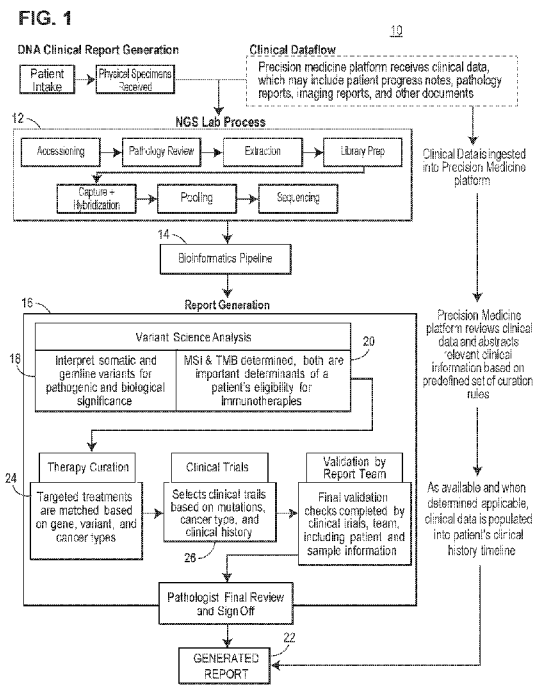 FIG. 1
10
DNA Clinical Report Generation
Clinical Dataflow
Patient
Intake
Physical Specimens
Received
Precision medicine platform receives clinical data,
which may include patient progress notes, pathology
reports, imaging reports, and other documents
12
NGS Lab Process
Accessioning
Pathology Review
Extraction
Library Prep
Capture +
Hybridization
Pooling
Sequencing
Clinical Data is ingested
into Precision Medicine
platform
14
Bioinformatics Pipeline
16
Report Generation
Variant Science Analysis
18
Interpret somatic and
germline variants for
pathogenic and biological
significance
20
MSI & TMB determined, both are
important determinants of a
patient's eligibility for
immunotherapies
Precision Medicine
platform reviews clinical
data and abstracts
relevant clinical
information based on
predefined set of curation
rules
24
Therapy Curation
Targeted treatments
are matched based
on gene, variant, and
cancer types
Clinical Trials
Selects clinical trails
based on mutations,
cancer type, and
clinical history
26
Validation by
Report Team
Final validation
checks completed by
clinical trials, team,
including patient and
sample information
As available and when
determined applicable,
clinical data is populated
into patient's clinical
history timeline
Pathologist Final Review
and Sign Off
22
GENERATED
REPORT